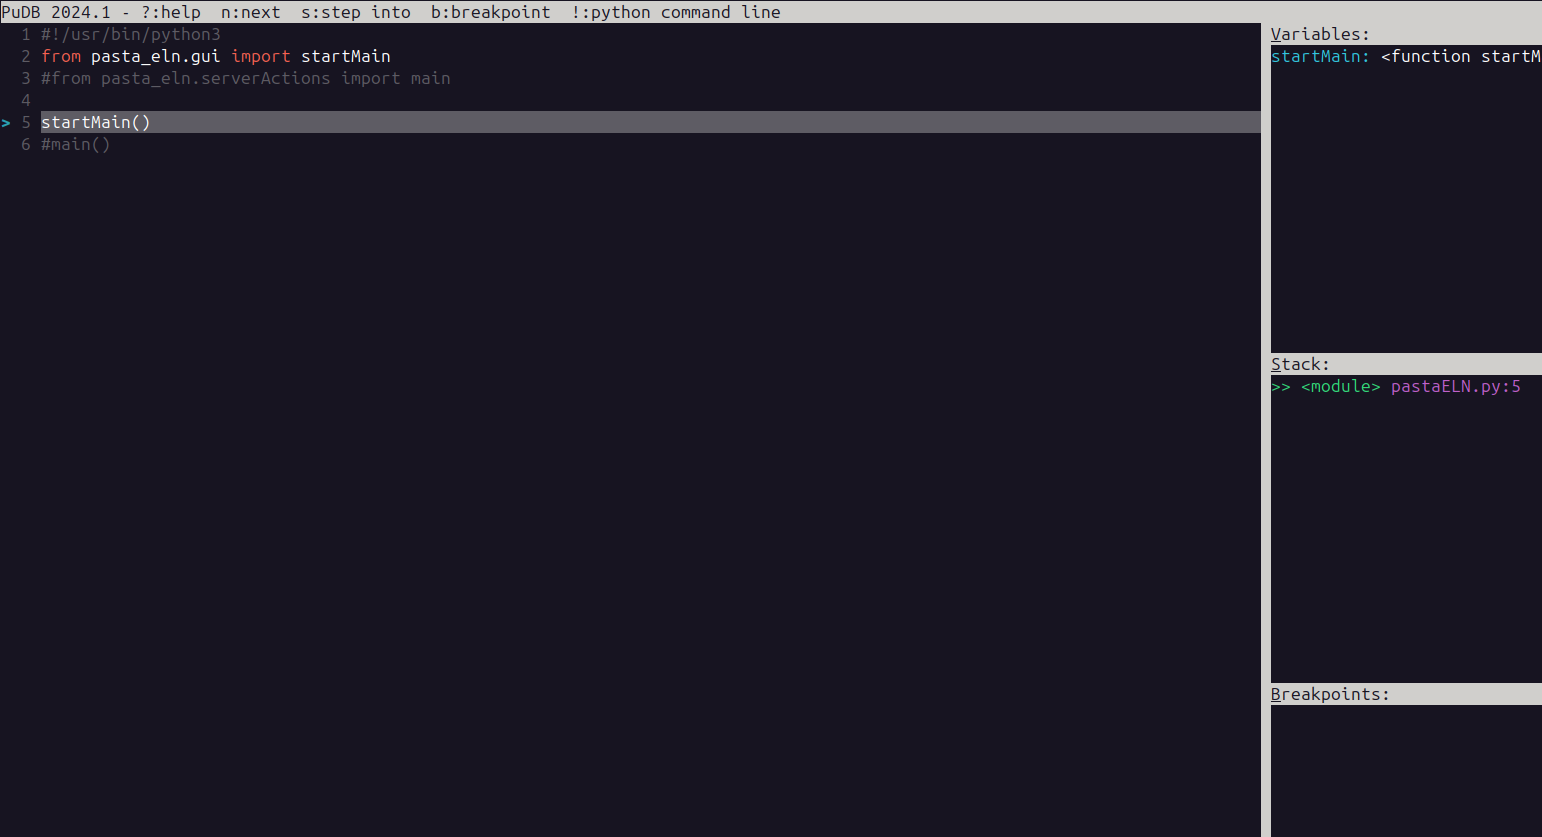 PuDB 2024.1 - ?:help  n:next  s:step into  b:breakpoint  !:python command line
1 #!/usr/bin/python3
2 from pasta_eln.gui import startMain
3 #from pasta_eln.serverActions import main
4
> 5 startMain()
6 #main()
Variables:
startMain: <function startM
Stack:
>> <module> pastaELN.py:5
Breakpoints: